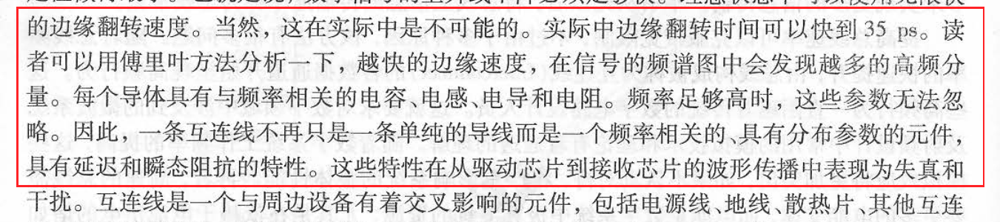 的边缘翻转速度。当然，这在实际中是不可能的。实际中边缘翻转时间可以快到 35 ps。读
者可以用傅里叶方法分析一下，越快的边缘速度，在信号的频谱图中会发现越多的高频分
量。每个导体具有与频率相关的电容、电感、电导和电阻。频率足够高时，这些参数无法忽
略。因此，一条互连线不再只是一条单纯的导线而是一个频率相关的、具有分布参数的元件，
具有延迟和瞬态阻抗的特性。这些特性在从驱动芯片到接收芯片的波形传播中表现为失真和
干扰。互连线是一个与周边设备有着交叉影响的元件，包括电源线、地线、散热片、其他互连